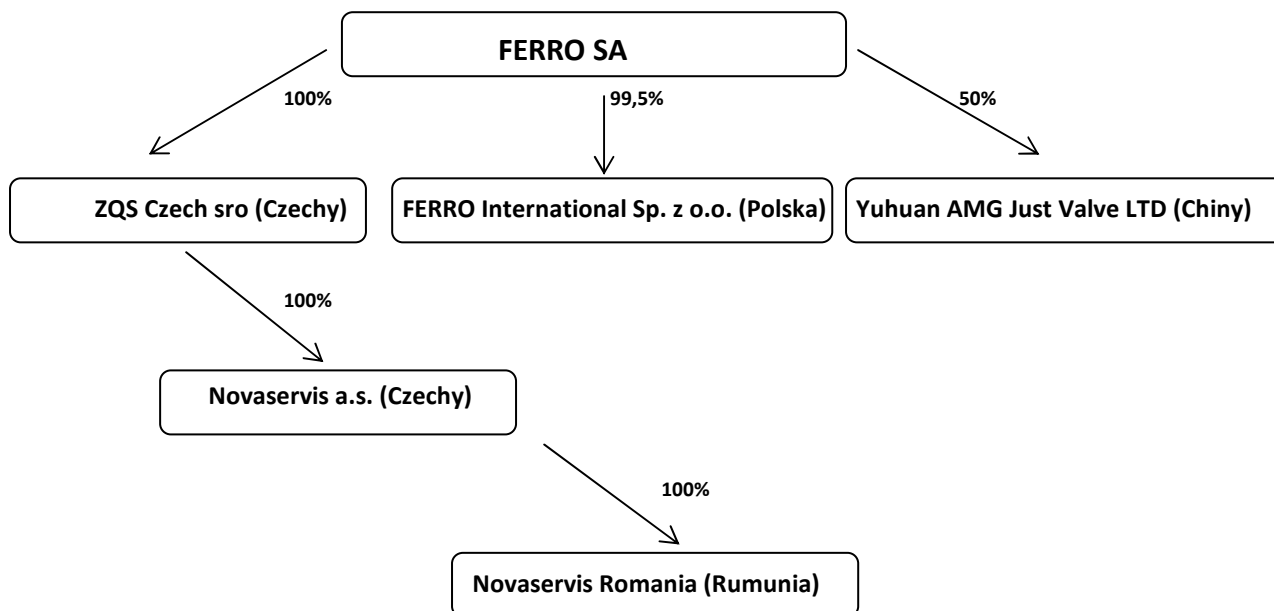 FERRO SA
100%
99,5%
50%
ZQS Czech sro (Czechy)
FERRO International Sp. z o.o. (Polska)
Yuhuan AMG Just Valve LTD (Chiny)
100%
Novaservis a.s. (Czechy)
100%
Novaservis Romania (Rumunia)